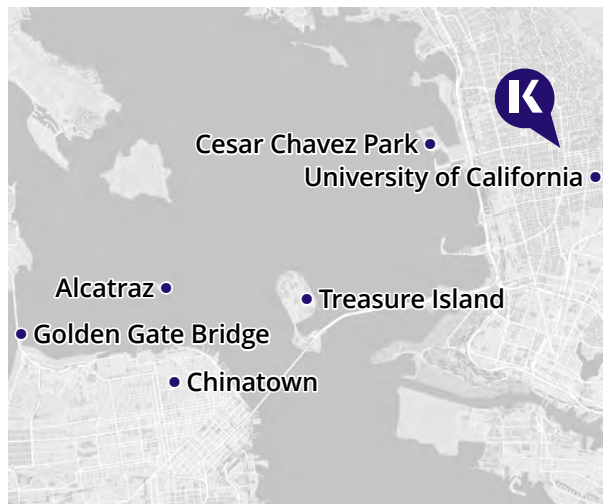 K
Cesar Chavez Park
University of California
Alcatraz
Treasure Island
Golden Gate Bridge
Chinatown